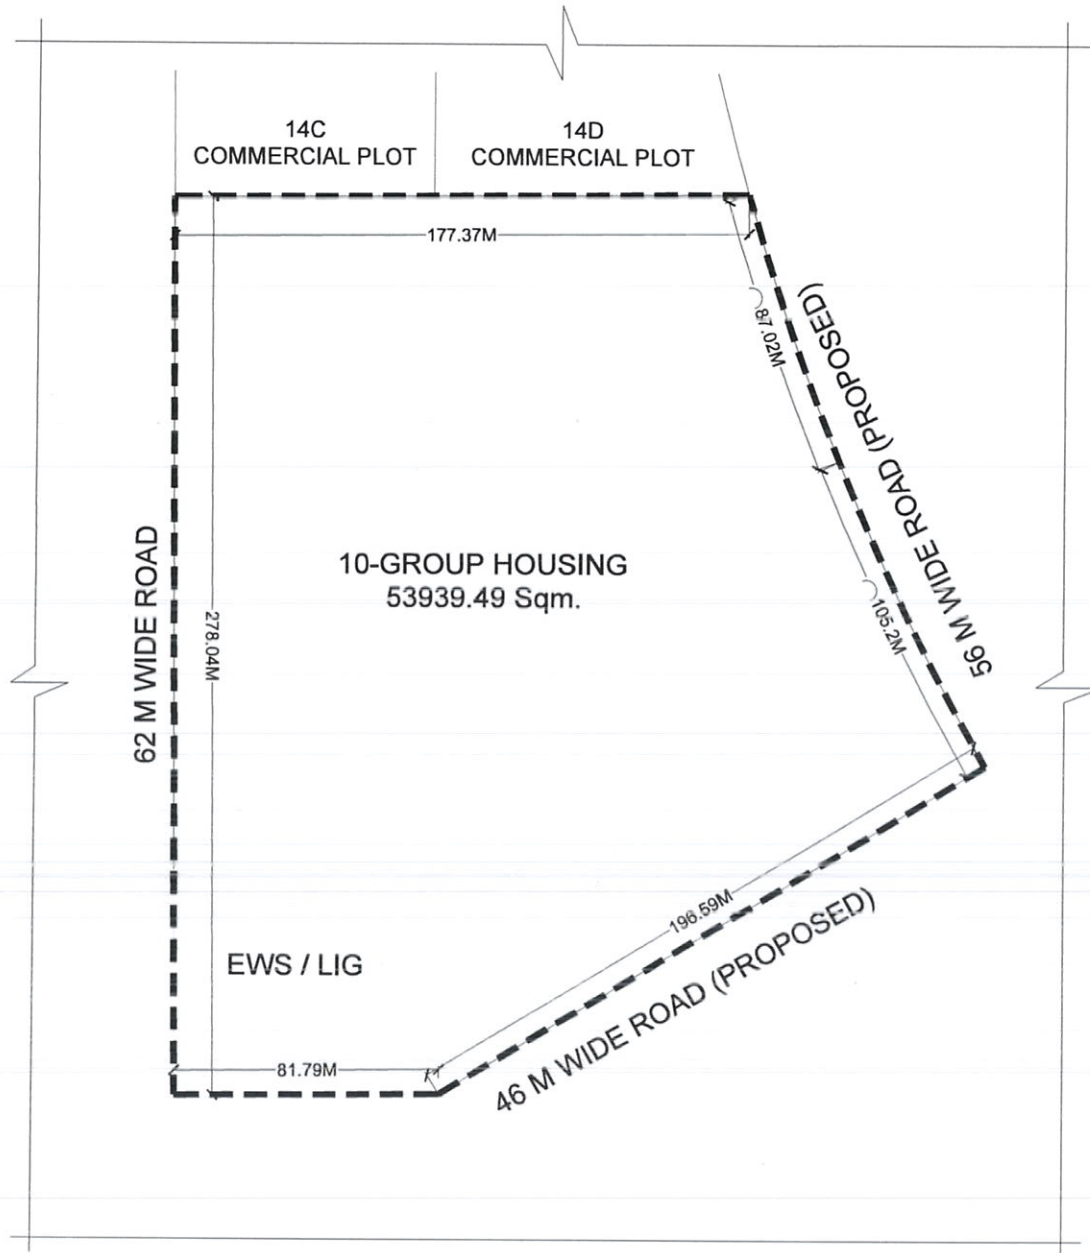 14C
COMMERCIAL PLOT
14D
COMMERCIAL PLOT
177.37M
87.02M
56 M WIDE ROAD (PROPOSED)
62 M WIDE ROAD
278.04M
10-GROUP HOUSING
53939.49 Sqm.
105.2M
196.59M
46 M WIDE ROAD (PROPOSED)
EWS / LIG
81.79M